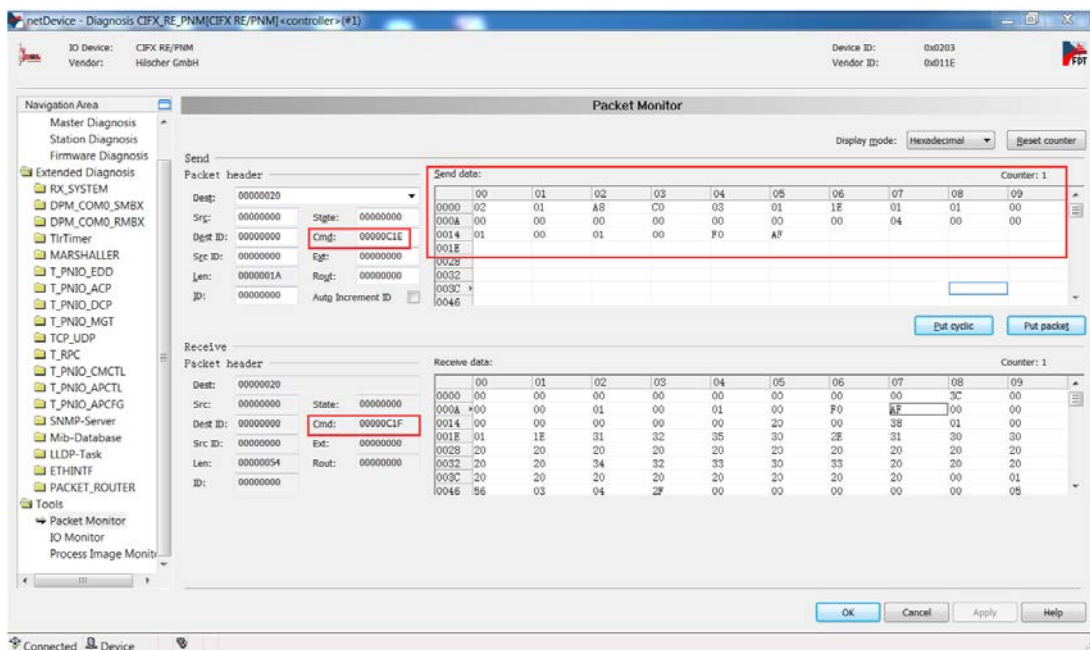 netDevice - Diagnosis CIFX_RE_PNM[CIFX RE/PNM]<controller>(#1)
IO Device: CIFX RE/PNM
Vendor: Hilscher GmbH
Device ID: 0x0203
Vendor ID: 0x011E
FDT
Navigation Area
Master Diagnosis
Station Diagnosis
Firmware Diagnosis
Extended Diagnosis
RX_SYSTEM
DPM_COM0_SMBX
DPM_COM0_RMBX
TlrTimer
MARSHALLER
T_PNIO_EDD
T_PNIO_ACP
T_PNIO_DCP
T_PNIO_MGT
TCP_UDP
T_RPC
T_PNIO_CMCTL
T_PNIO_APCTL
T_PNIO_APCFG
SNMP-Server
Mib-Database
LLDP-Task
ETHINTF
PACKET_ROUTER
Tools
Packet Monitor
IO Monitor
Process Image Monito
Packet Monitor
Display mode: Hexadecimal Reset counter
Send
Packet header
Dest: 00000020
Src: 00000000 State: 00000000
Dest ID: 00000000 Cmd: 00000C1E
Src ID: 00000000 Ext: 00000000
Len: 0000001A Rout: 00000000
ID: 00000000 Auto Increment ID
Send data: Counter: 1
00 01 02 03 04 05 06 07 08 09
0000 02 01 A8 C0 03 01 1E 01 01 00
000A 00 00 00 00 00 00 00 04 00 00
0014 01 00 01 00 F0 AF
001E
0028
0032
003C
0046
Put cyclic Put packet
Receive
Packet header
Dest: 00000020
Src: 00000000 State: 00000000
Dest ID: 00000000 Cmd: 00000C1F
Src ID: 00000000 Ext: 00000000
Len: 00000054 Rout: 00000000
ID: 00000000
Receive data: Counter: 1
00 01 02 03 04 05 06 07 08 09
0000 00 00 00 00 00 00 00 00 3C 00
000A 00 00 01 00 01 00 F0 AF 00 00
0014 00 00 00 00 00 20 00 38 01 00
001E 01 1E 31 32 35 30 2E 31 30 30
0028 20 20 20 20 20 20 20 20 20 20
0032 20 20 34 32 33 30 33 20 20 20
003C 20 20 20 20 20 20 20 20 00 01
0046 56 03 04 2F 00 00 00 00 00 05
OK Cancel Apply Help
Connected Device